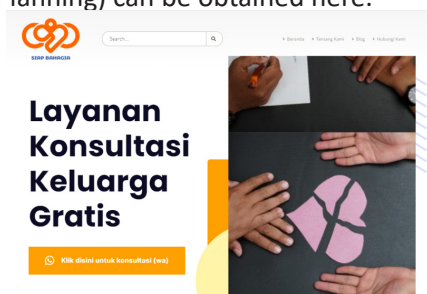 lanning) can be obtained here:
SIAP BAHAGIA
Search...
Beranda
Tentang Kami
Blog
Hubungi Kami
Layanan
Konsultasi
Keluarga
Gratis
Klik disini untuk konsultasi (wa)